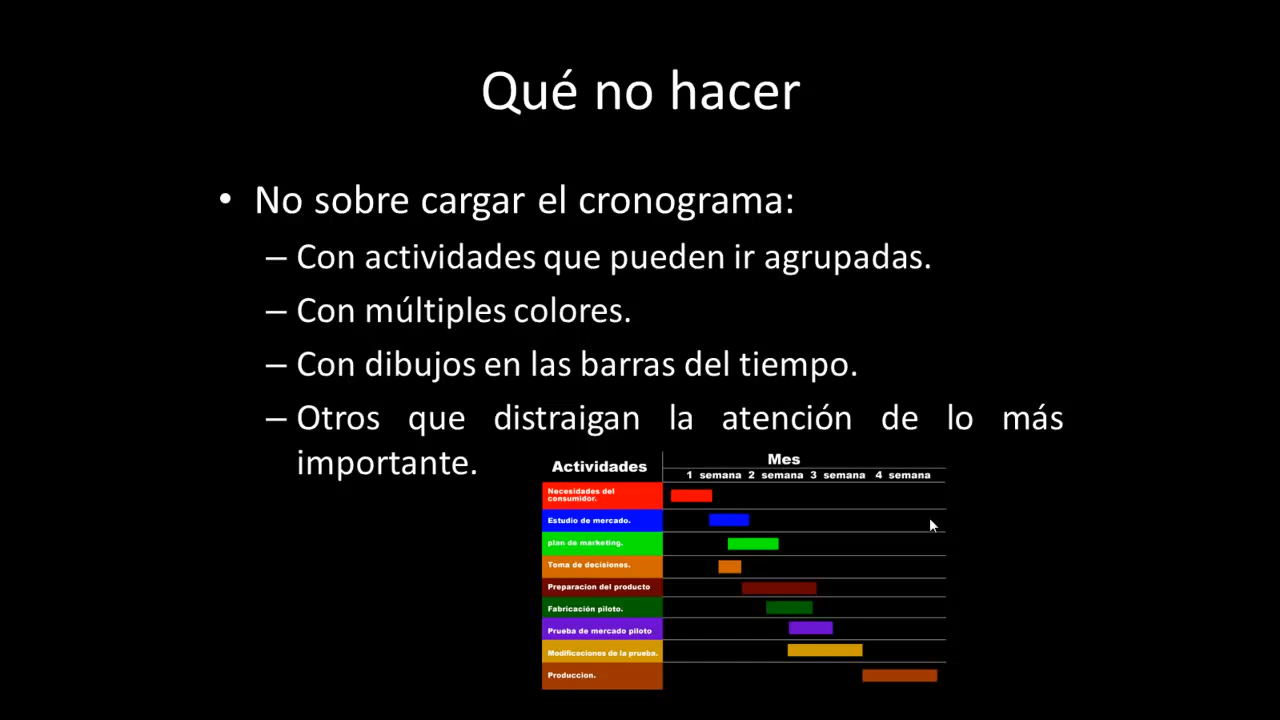 Qué no hacer
• No sobre cargar el cronograma:
– Con actividades que pueden ir agrupadas.
– Con múltiples colores.
– Con dibujos en las barras del tiempo.
– Otros que distraigan la atención de lo más
importante.
Actividades
Mes
1 semana 2 semana 3 semana 4 semana
Necesidades del
consumidor.
Estudio de mercado.
plan de marketing.
Toma de decisiones.
Preparacion del producto
Fabricación piloto.
Prueba de mercado piloto
Modificaciones de la prueba.
Produccion.